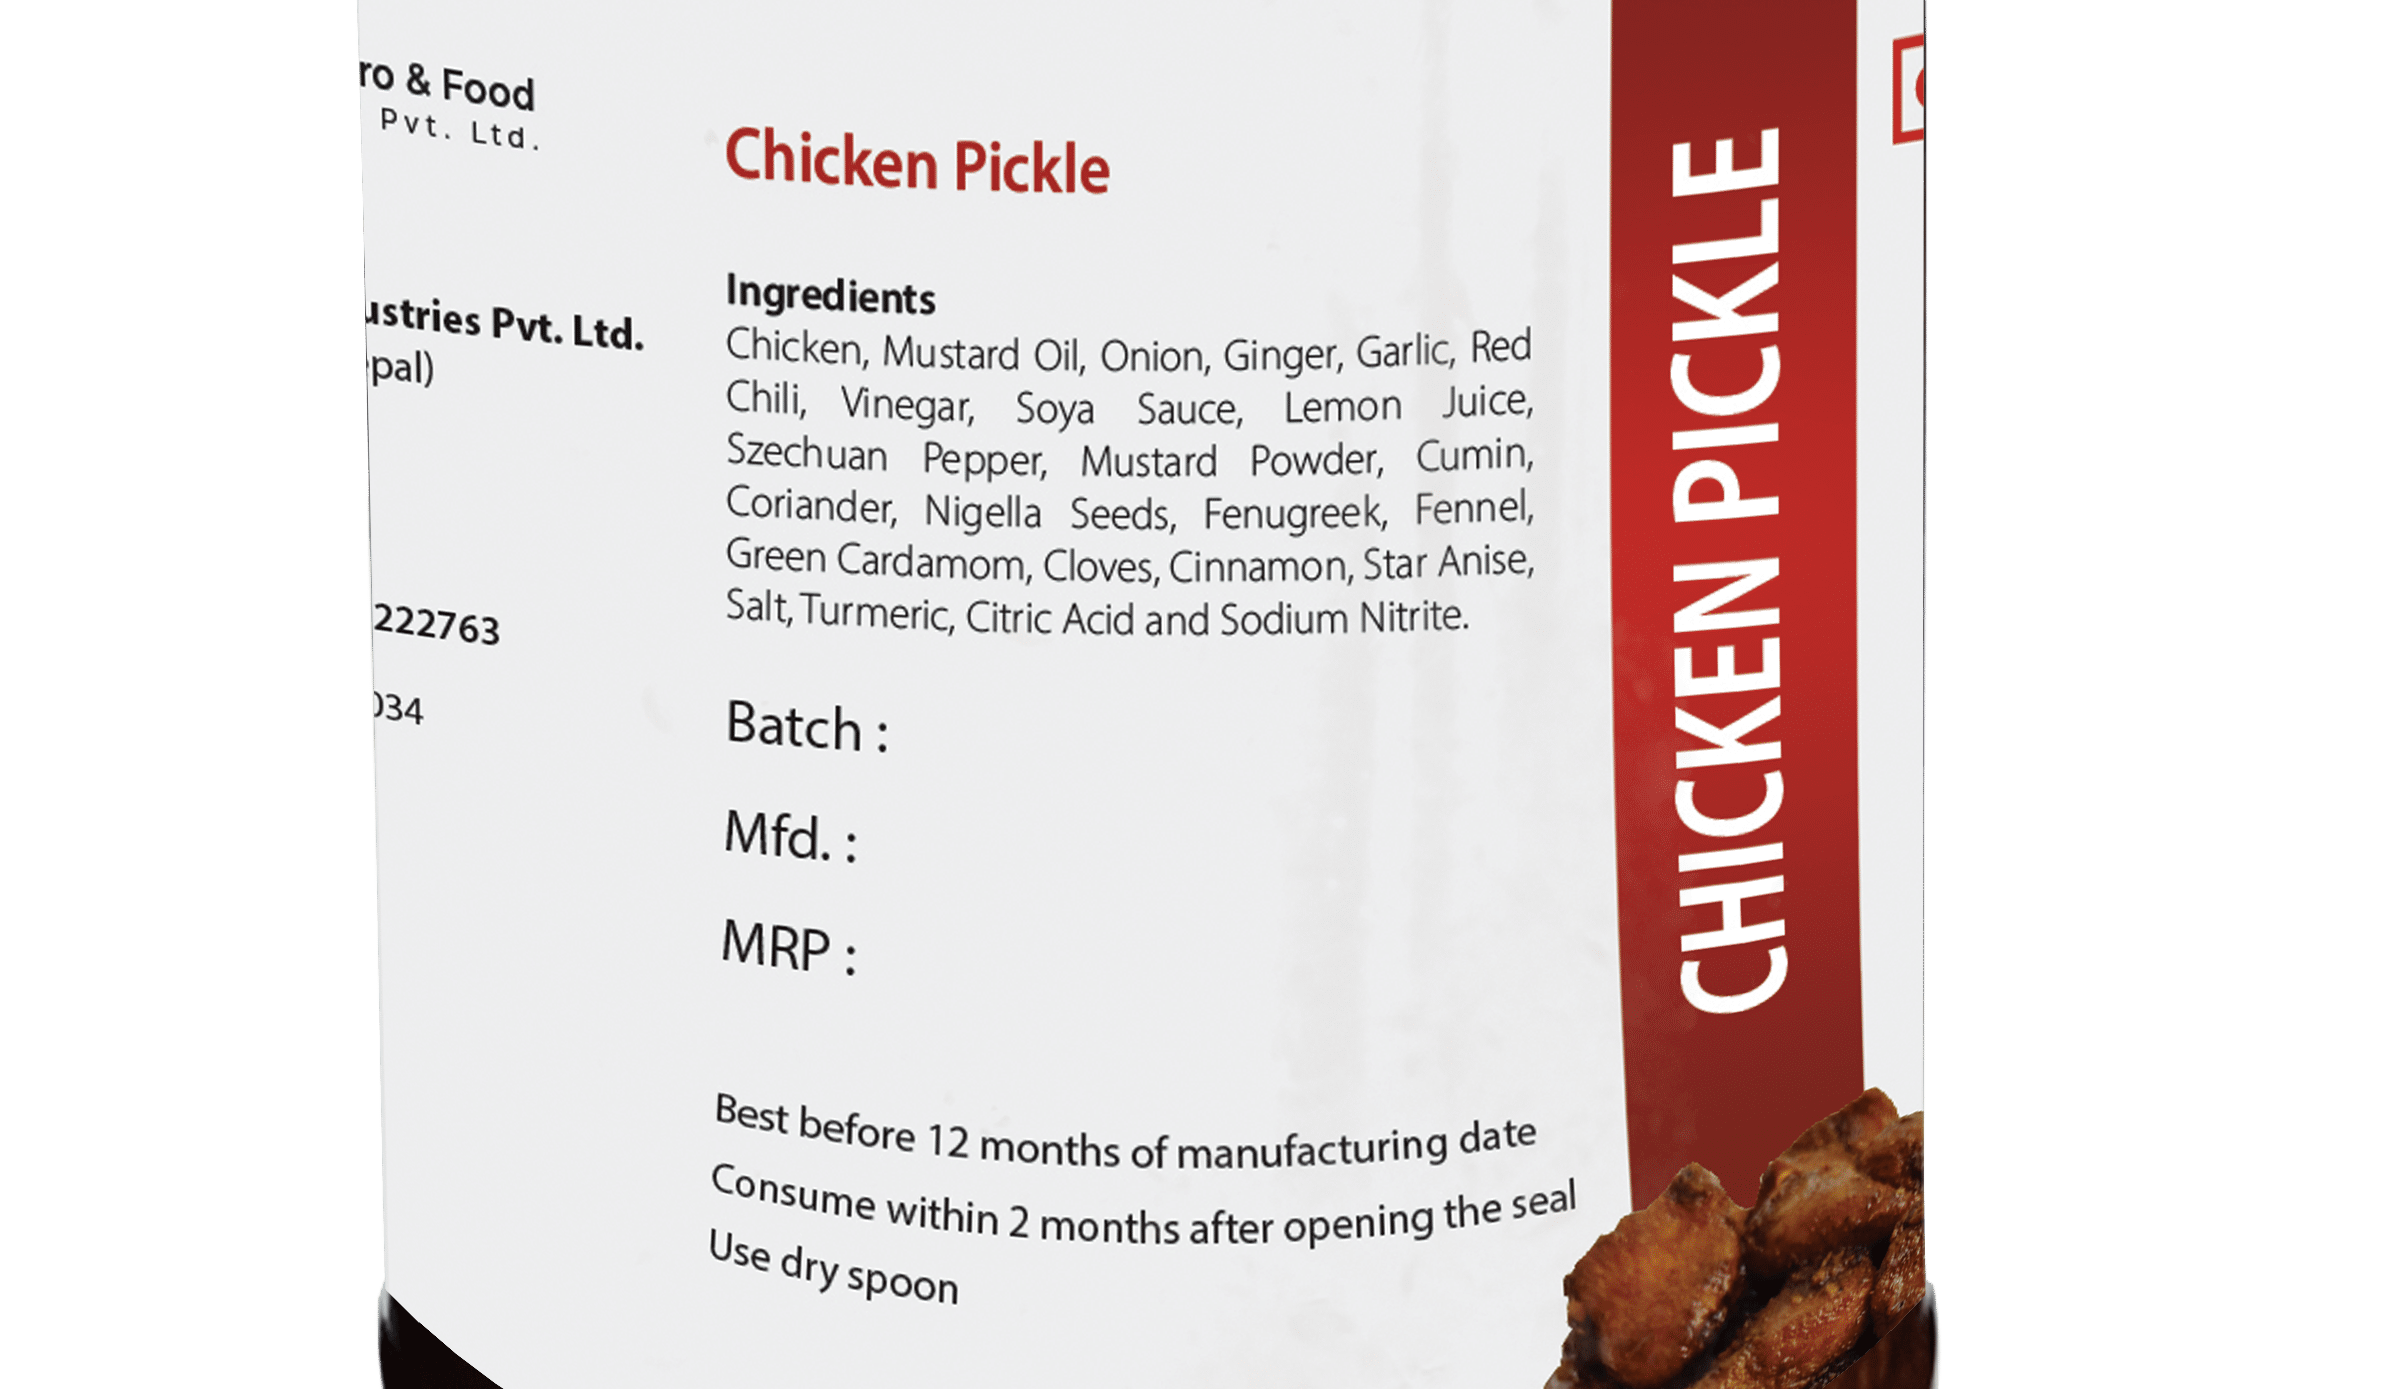 & Food
Pvt. Ltd.
Pvt. Ltd.
222763
034
Chicken Pickle
Ingredients
Chicken, Mustard Oil, Onion, Ginger, Garlic, Red
Chili, Vinegar, Soya Sauce, Lemon Juice,
Szechuan Pepper, Mustard Powder, Cumin,
Coriander, Nigella Seeds, Fenugreek, Fennel,
Green Cardamom, Cloves, Cinnamon, Star Anise,
Salt, Turmeric, Citric Acid and Sodium Nitrite.
Batch :
Mfd. :
MRP :
Best before 12 months of manufacturing date
Consume within 2 months after opening the seal
Use dry spoon
CHICKEN PICKLE